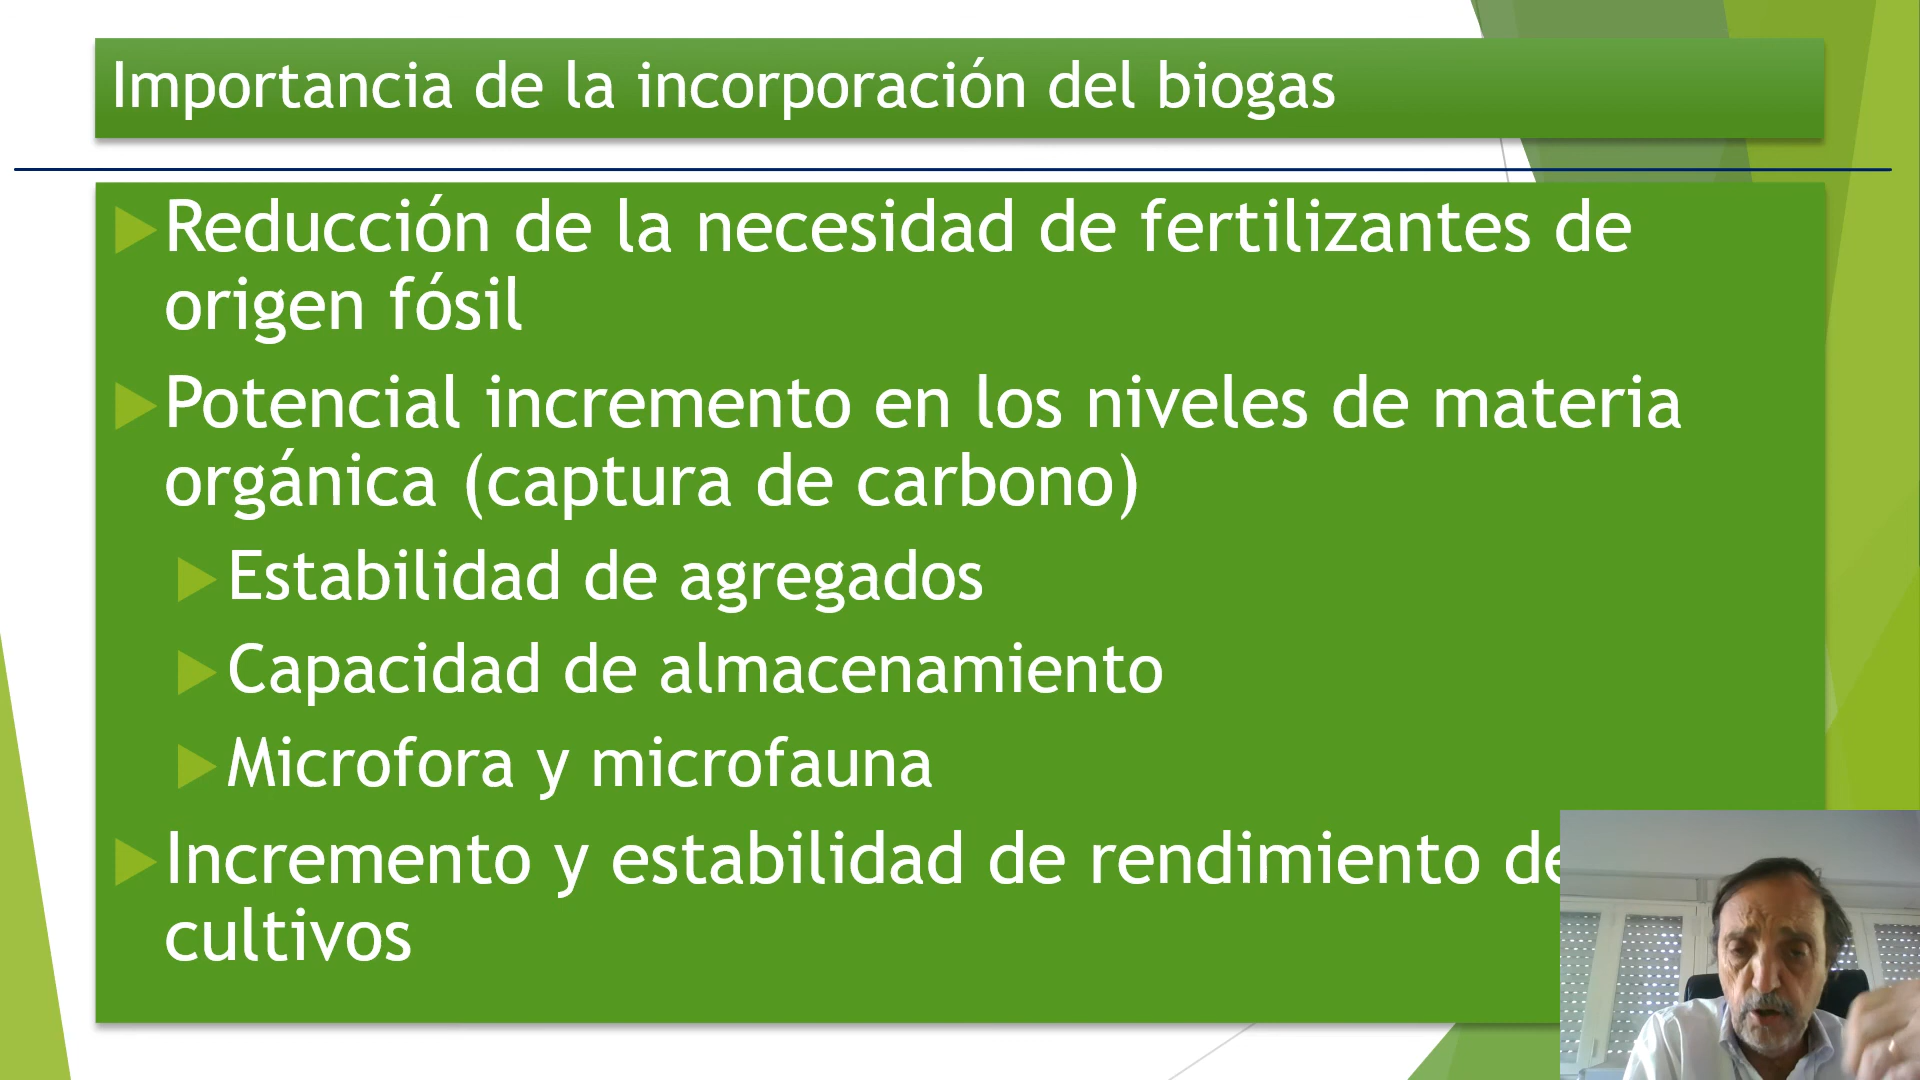 Importancia de la incorporación del biogas
Reducción de la necesidad de fertilizantes de
origen fósil
Potencial incremento en los niveles de materia
orgánica (captura de carbono)
Estabilidad de agregados
Capacidad de almacenamiento
Microfora y microfauna
Incremento y estabilidad de rendimiento de
cultivos